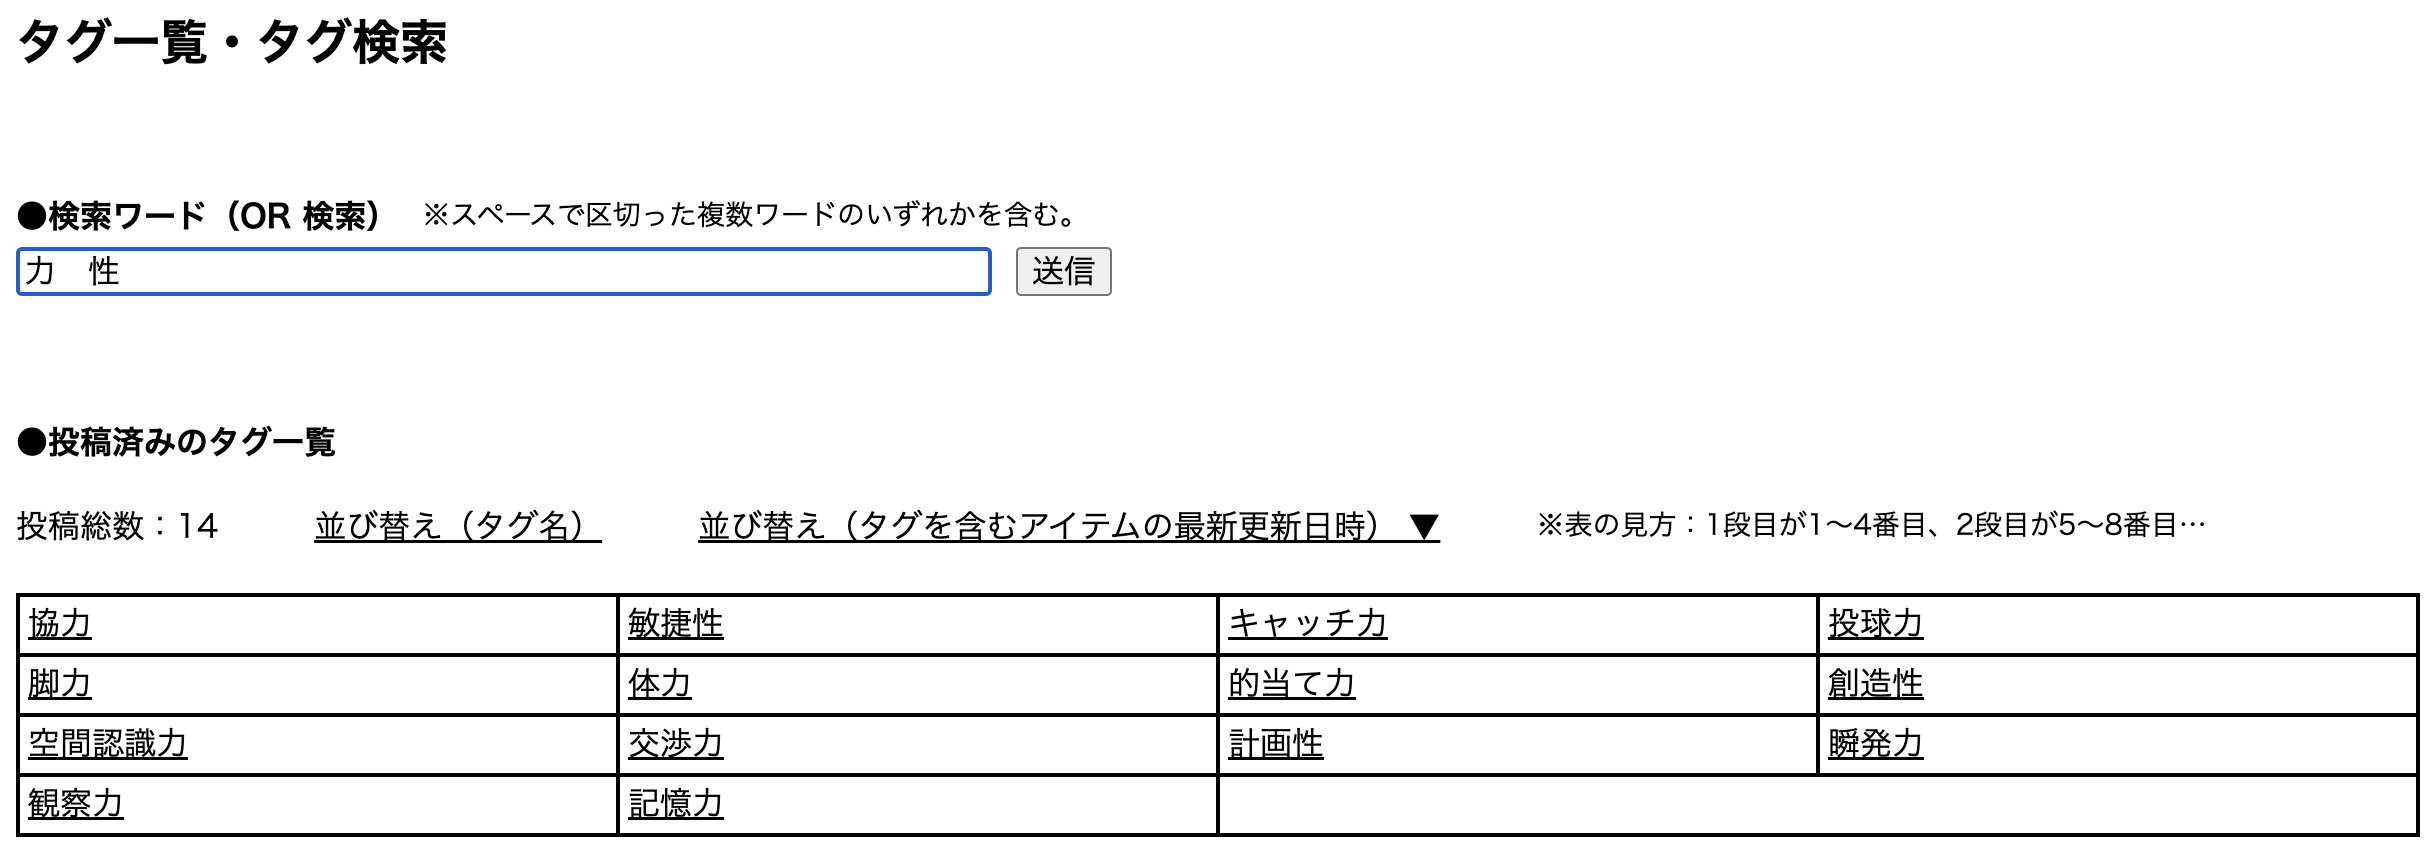 タグ一覧・タグ検索
●検索ワード（OR 検索） ※スペースで区切った複数ワードのいずれかを含む。
力　性 送信
●投稿済みのタグ一覧
投稿総数：14 並び替え（タグ名） 並び替え（タグを含むアイテムの最新更新日時） ▼ ※表の見方：1段目が1〜4番目、2段目が5〜8番目…
協力 敏捷性 キャッチ力 投球力
脚力 体力 的当て力 創造性
空間認識力 交渉力 計画性 瞬発力
観察力 記憶力